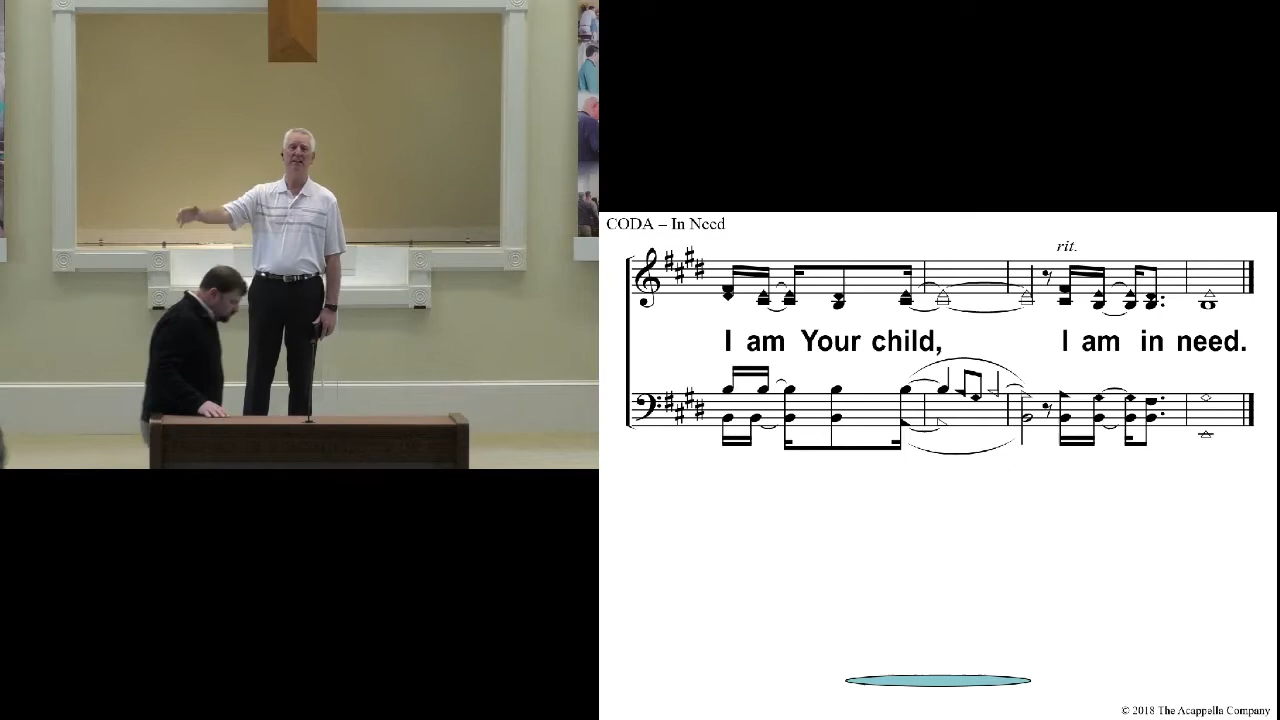 CODA – In Need
rit.
I am Your child, I am in need.
© 2018 The Acappella Company